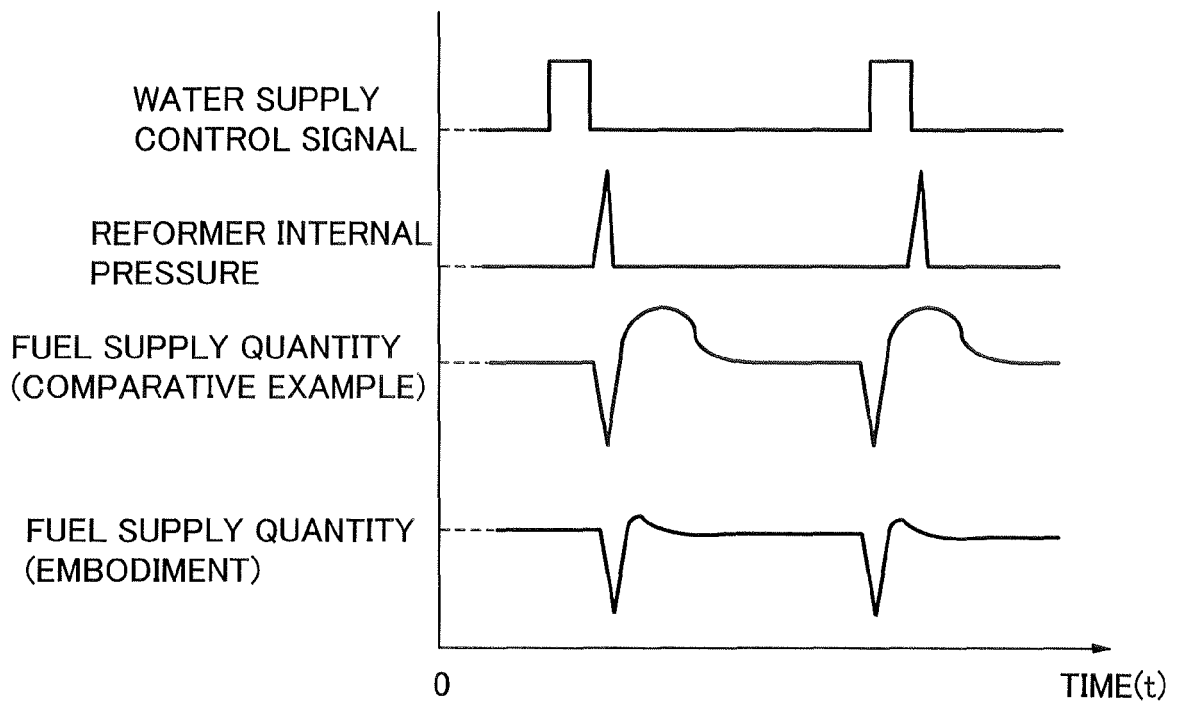 WATER SUPPLY
CONTROL SIGNAL
REFORMER INTERNAL
PRESSURE
FUEL SUPPLY QUANTITY
(COMPARATIVE EXAMPLE)
FUEL SUPPLY QUANTITY
(EMBODIMENT)
0
TIME(t)